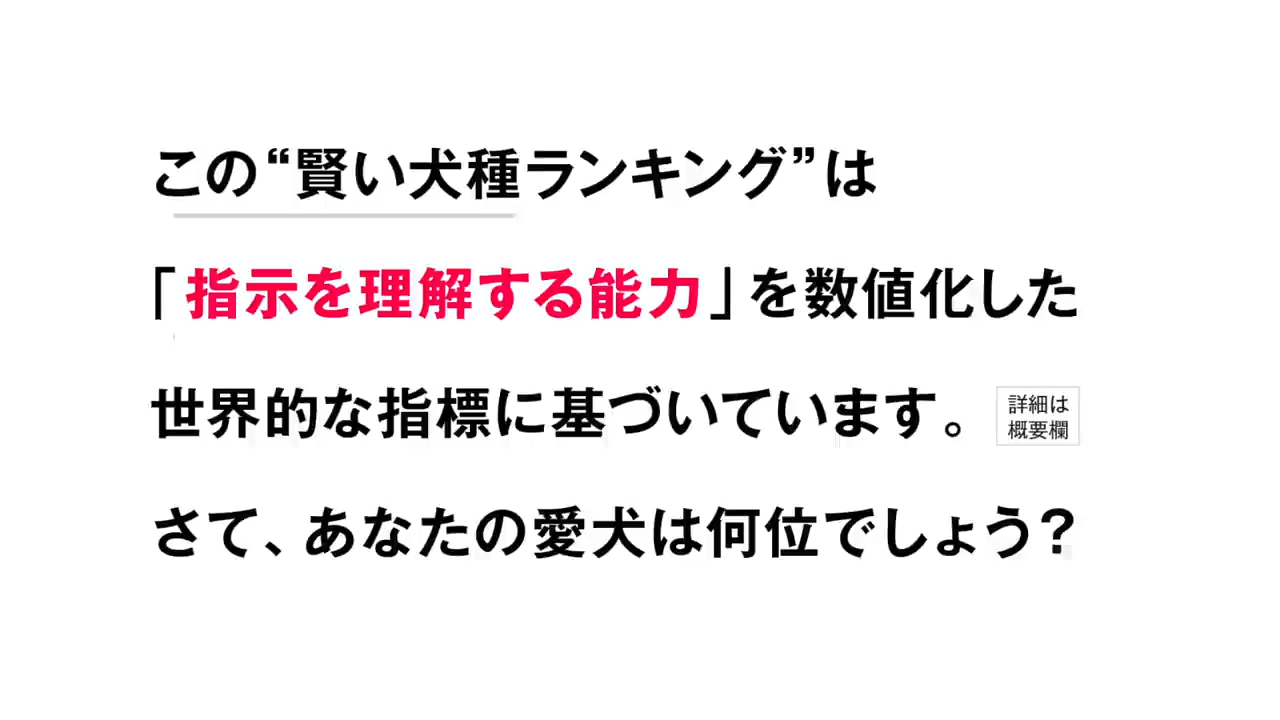 この“賢い犬種ランキング”は
「指示を理解する能力」を数値化した
世界的な指標に基づいています。
詳細は
概要欄
さて、あなたの愛犬は何位でしょう？